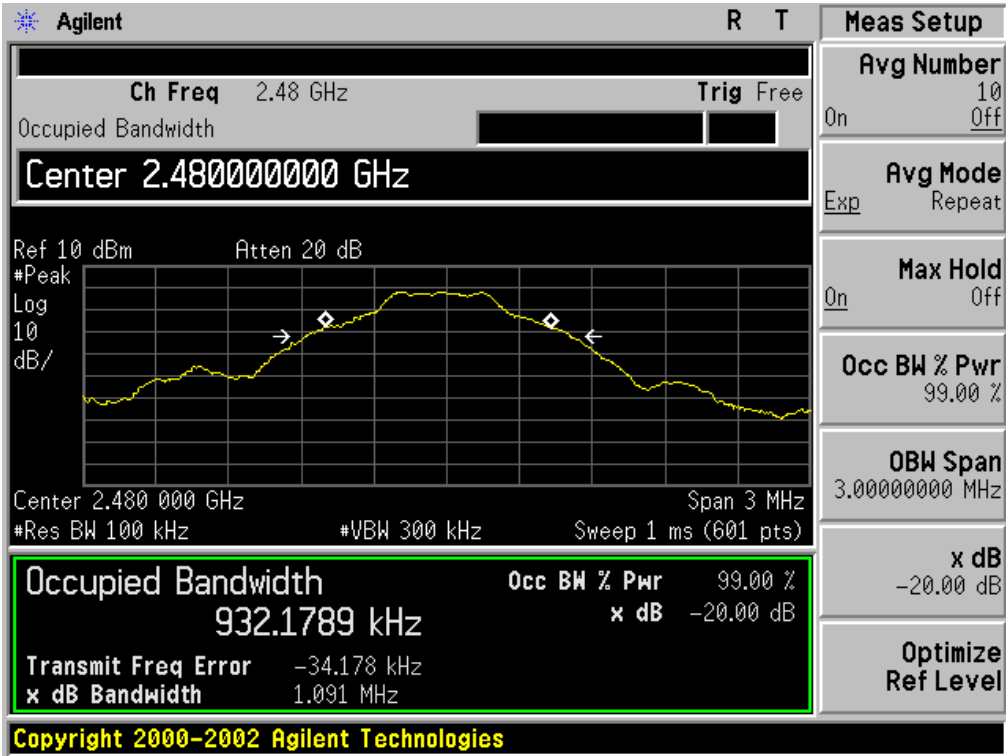 Agilent R T
Ch Freq 2.48 GHz Trig Free
Occupied Bandwidth
Center 2.480000000 GHz
Ref 10 dBm Atten 20 dB
#Peak
Log
10
dB/
Center 2.480 000 GHz Span 3 MHz
#Res BW 100 kHz #VBW 300 kHz Sweep 1 ms (601 pts)
Occupied Bandwidth Occ BW % Pwr 99.00 %
932.1789 kHz x dB -20.00 dB
Transmit Freq Error -34.178 kHz
x dB Bandwidth 1.091 MHz
Copyright 2000-2002 Agilent Technologies
Meas Setup
Avg Number
10
On Off
Avg Mode
Exp Repeat
Max Hold
On Off
Occ BW % Pwr
99.00 %
OBW Span
3.00000000 MHz
x dB
-20.00 dB
Optimize
Ref Level